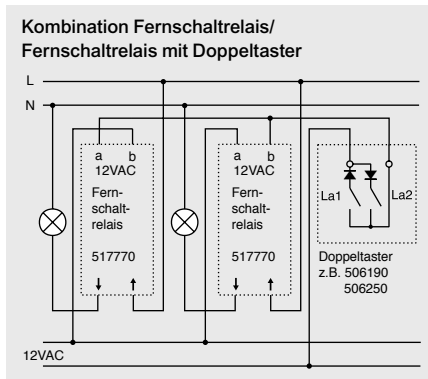 Kombination Fernschaltrelais/
Fernschaltrelais mit Doppeltaster
L
N
a b
12VAC
Fern-
schalt-
relais
517770
a b
12VAC
Fern-
schalt-
relais
517770
La1 La2
Doppeltaster
z.B. 506190
506250
12VAC